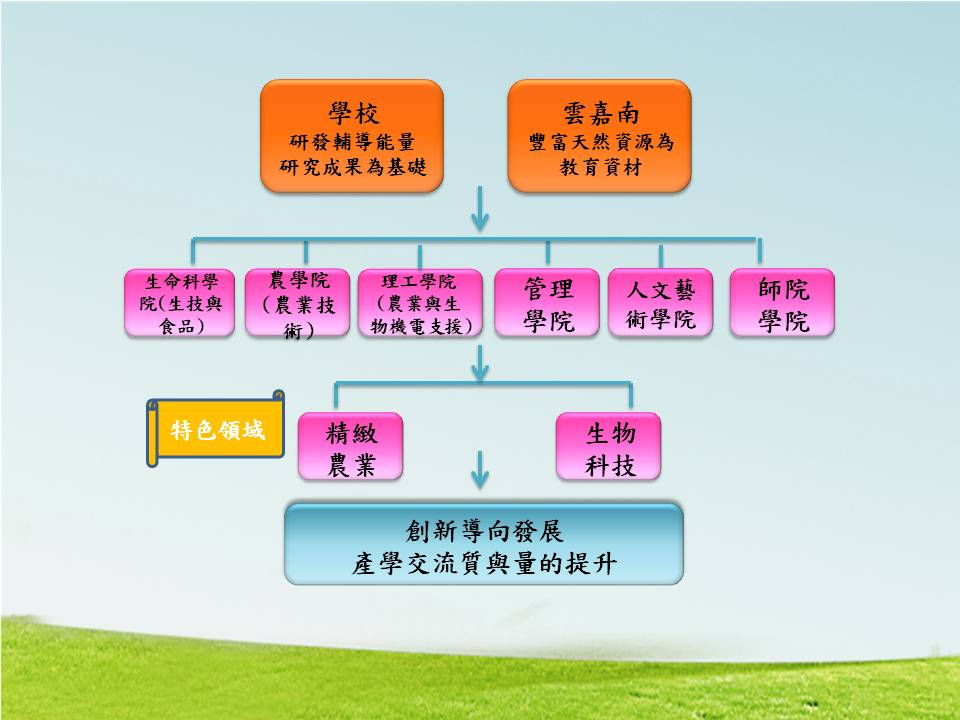 學校
研發輔導能量
研究成果為基礎
雲嘉南
豐富天然資源為
教育資材
生命科學
院(生技與
食品)
農學院
(農業技
術)
理工學院
(農業與生
物機電支援)
管理
學院
人文藝
術學院
師院
學院
特色領域
精緻
農業
生物
科技
創新導向發展
產學交流質與量的提升